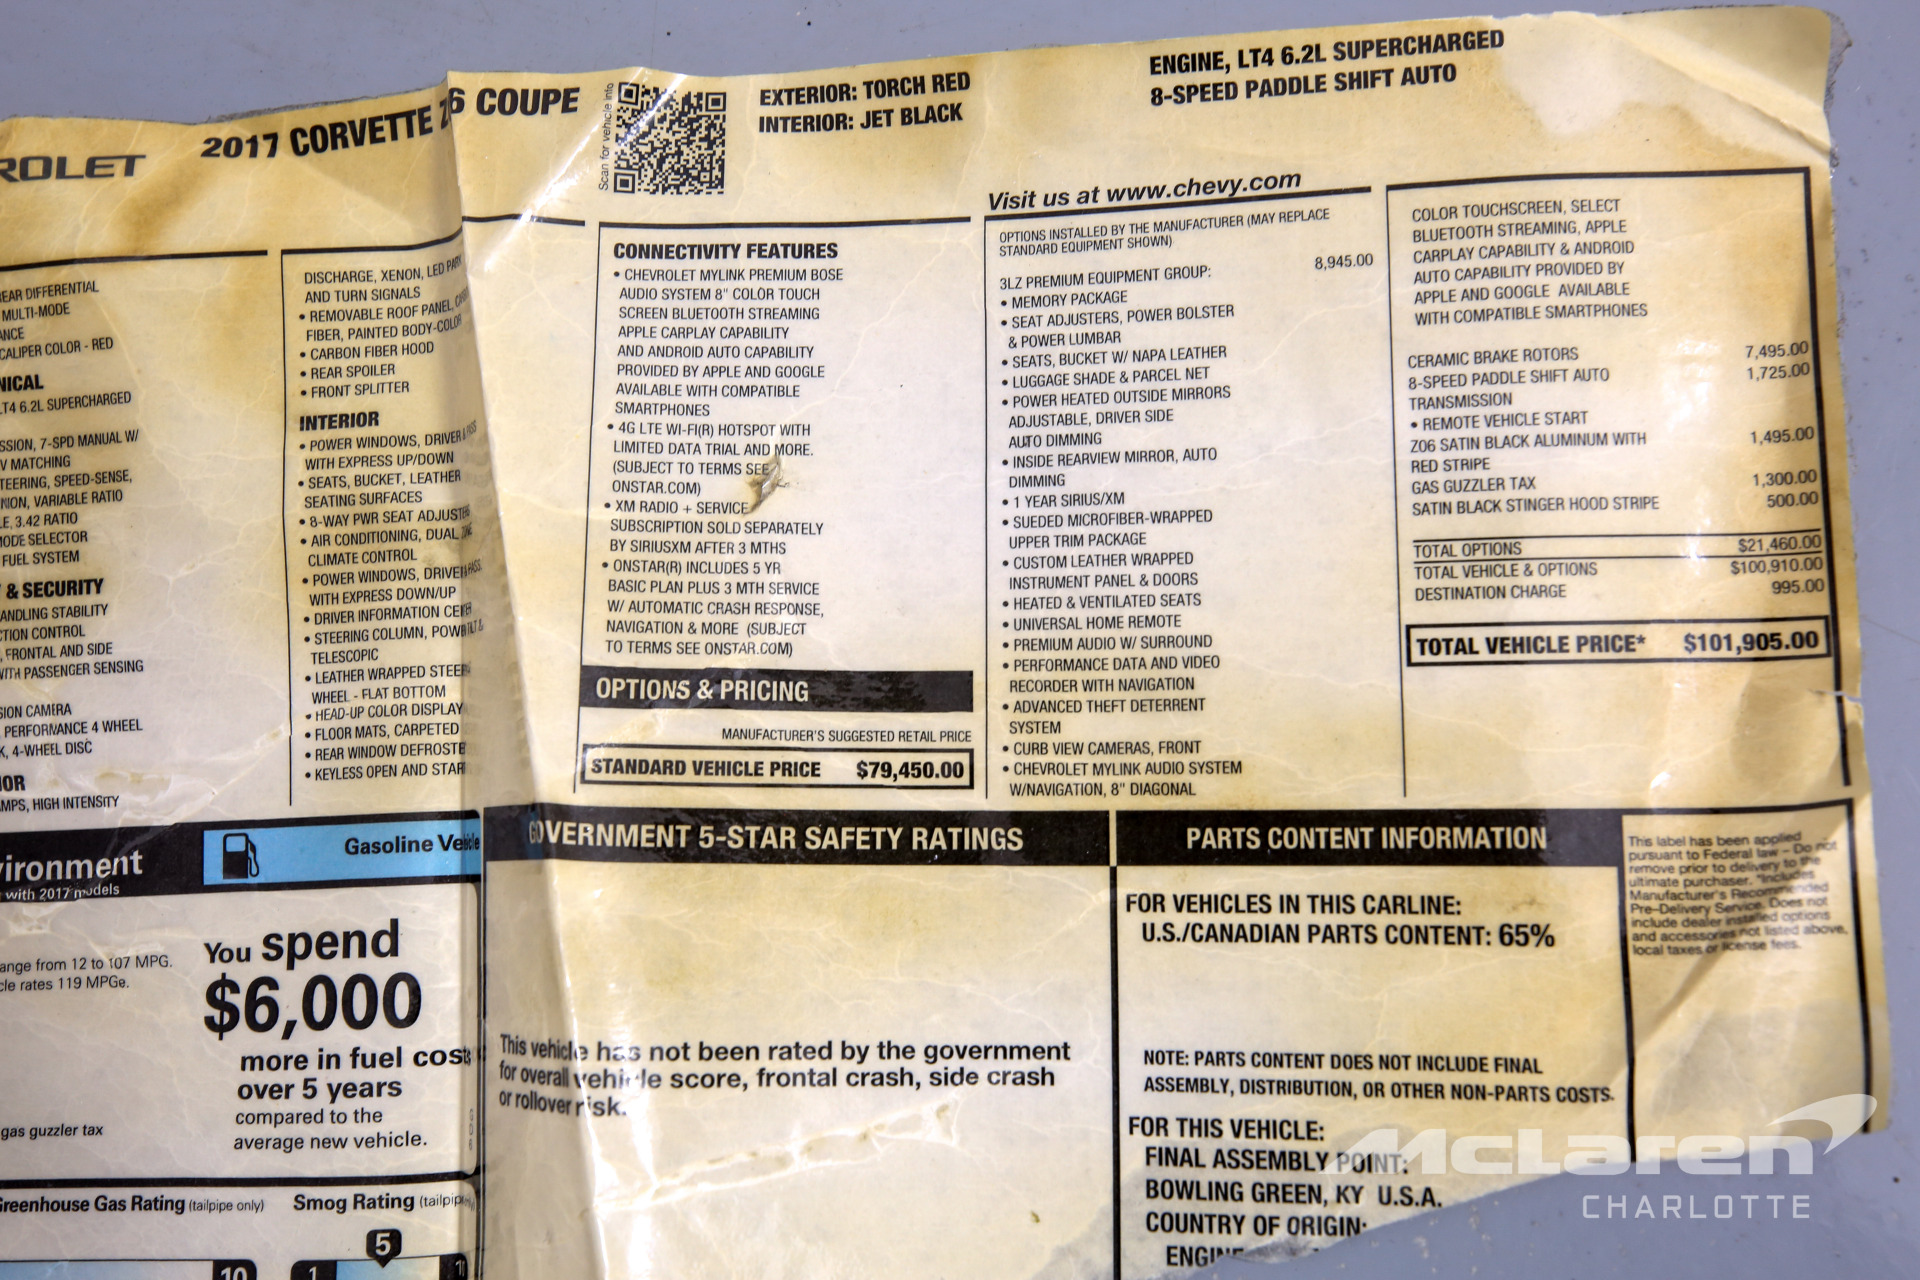 ROLET
2017 CORVETTE Z06 COUPE
Scan for vehicle info
EXTERIOR: TORCH RED
INTERIOR: JET BLACK
ENGINE, LT4 6.2L SUPERCHARGED
8-SPEED PADDLE SHIFT AUTO
Visit us at www.chevy.com
EAR DIFFERENTIAL
MULTI-MODE
ANCE
CALIPER COLOR - RED
NICAL
LT4 6.2L SUPERCHARGED
SSION, 7-SPD MANUAL W/
V MATCHING
TEERING, SPEED-SENSE,
NION, VARIABLE RATIO
LE, 3.42 RATIO
MODE SELECTOR
FUEL SYSTEM
& SECURITY
ANDLING STABILITY
CTION CONTROL
, FRONTAL AND SIDE
WITH PASSENGER SENSING
SION CAMERA
, PERFORMANCE 4 WHEEL
K, 4-WHEEL DISC
IOR
AMPS, HIGH INTENSITY
DISCHARGE, XENON, LED PARK
AND TURN SIGNALS
• REMOVABLE ROOF PANEL, CARBON
FIBER, PAINTED BODY-COLOR
• CARBON FIBER HOOD
• REAR SPOILER
• FRONT SPLITTER
INTERIOR
• POWER WINDOWS, DRIVER & PASS
WITH EXPRESS UP/DOWN
• SEATS, BUCKET, LEATHER
SEATING SURFACES
• 8-WAY PWR SEAT ADJUSTERS
• AIR CONDITIONING, DUAL ZONE
CLIMATE CONTROL
• POWER WINDOWS, DRIVER & PASS.
WITH EXPRESS DOWN/UP
• DRIVER INFORMATION CENTER
• STEERING COLUMN, POWER TILT &
TELESCOPIC
• LEATHER WRAPPED STEER
WHEEL - FLAT BOTTOM
• HEAD-UP COLOR DISPLAY
• FLOOR MATS, CARPETED
• REAR WINDOW DEFROSTE
• KEYLESS OPEN AND START
CONNECTIVITY FEATURES
• CHEVROLET MYLINK PREMIUM BOSE
AUDIO SYSTEM 8" COLOR TOUCH
SCREEN BLUETOOTH STREAMING
APPLE CARPLAY CAPABILITY
AND ANDROID AUTO CAPABILITY
PROVIDED BY APPLE AND GOOGLE
AVAILABLE WITH COMPATIBLE
SMARTPHONES
• 4G LTE WI-FI(R) HOTSPOT WITH
LIMITED DATA TRIAL AND MORE.
(SUBJECT TO TERMS SEE
ONSTAR.COM)
• XM RADIO + SERVICE
SUBSCRIPTION SOLD SEPARATELY
BY SIRIUSXM AFTER 3 MTHS
• ONSTAR(R) INCLUDES 5 YR
BASIC PLAN PLUS 3 MTH SERVICE
W/ AUTOMATIC CRASH RESPONSE,
NAVIGATION & MORE (SUBJECT
TO TERMS SEE ONSTAR.COM)
OPTIONS & PRICING
MANUFACTURER'S SUGGESTED RETAIL PRICE
STANDARD VEHICLE PRICE $79,450.00
OPTIONS INSTALLED BY THE MANUFACTURER (MAY REPLACE
STANDARD EQUIPMENT SHOWN)
3LZ PREMIUM EQUIPMENT GROUP: 8,945.00
• MEMORY PACKAGE
• SEAT ADJUSTERS, POWER BOLSTER
& POWER LUMBAR
• SEATS, BUCKET W/ NAPA LEATHER
• LUGGAGE SHADE & PARCEL NET
• POWER HEATED OUTSIDE MIRRORS
ADJUSTABLE, DRIVER SIDE
AUTO DIMMING
• INSIDE REARVIEW MIRROR, AUTO
DIMMING
• 1 YEAR SIRIUS/XM
• SUEDED MICROFIBER-WRAPPED
UPPER TRIM PACKAGE
• CUSTOM LEATHER WRAPPED
INSTRUMENT PANEL & DOORS
• HEATED & VENTILATED SEATS
• UNIVERSAL HOME REMOTE
• PREMIUM AUDIO W/ SURROUND
• PERFORMANCE DATA AND VIDEO
RECORDER WITH NAVIGATION
• ADVANCED THEFT DETERRENT
SYSTEM
• CURB VIEW CAMERAS, FRONT
• CHEVROLET MYLINK AUDIO SYSTEM
W/NAVIGATION, 8" DIAGONAL
COLOR TOUCHSCREEN, SELECT
BLUETOOTH STREAMING, APPLE
CARPLAY CAPABILITY & ANDROID
AUTO CAPABILITY PROVIDED BY
APPLE AND GOOGLE AVAILABLE
WITH COMPATIBLE SMARTPHONES
CERAMIC BRAKE ROTORS 7,495.00
8-SPEED PADDLE SHIFT AUTO 1,725.00
TRANSMISSION
• REMOTE VEHICLE START
Z06 SATIN BLACK ALUMINUM WITH 1,495.00
RED STRIPE
GAS GUZZLER TAX 1,300.00
SATIN BLACK STINGER HOOD STRIPE 500.00
TOTAL OPTIONS $21,460.00
TOTAL VEHICLE & OPTIONS $100,910.00
DESTINATION CHARGE 995.00
TOTAL VEHICLE PRICE* $101,905.00
vironment
with 2017 models
Gasoline Vehicle
ange from 12 to 107 MPG.
cle rates 119 MPGe.
You spend
$6,000
more in fuel costs
over 5 years
compared to the
average new vehicle.
gas guzzler tax
Greenhouse Gas Rating (tailpipe only)
Smog Rating (tailpipe only)
5
10
1
10
GOVERNMENT 5-STAR SAFETY RATINGS
This vehicle has not been rated by the government
for overall vehicle score, frontal crash, side crash
or rollover risk.
PARTS CONTENT INFORMATION
FOR VEHICLES IN THIS CARLINE:
U.S./CANADIAN PARTS CONTENT: 65%
NOTE: PARTS CONTENT DOES NOT INCLUDE FINAL
ASSEMBLY, DISTRIBUTION, OR OTHER NON-PARTS COSTS.
FOR THIS VEHICLE:
FINAL ASSEMBLY POINT:
BOWLING GREEN, KY U.S.A.
COUNTRY OF ORIGIN:
ENGINE
This label has been applied
pursuant to Federal law - Do not
remove prior to delivery to the
ultimate purchaser. *Includes
Manufacturer's Recommended
Pre-Delivery Service. Does not
include dealer installed options
and accessories not listed above,
local taxes or license fees.
McLaren
CHARLOTTE